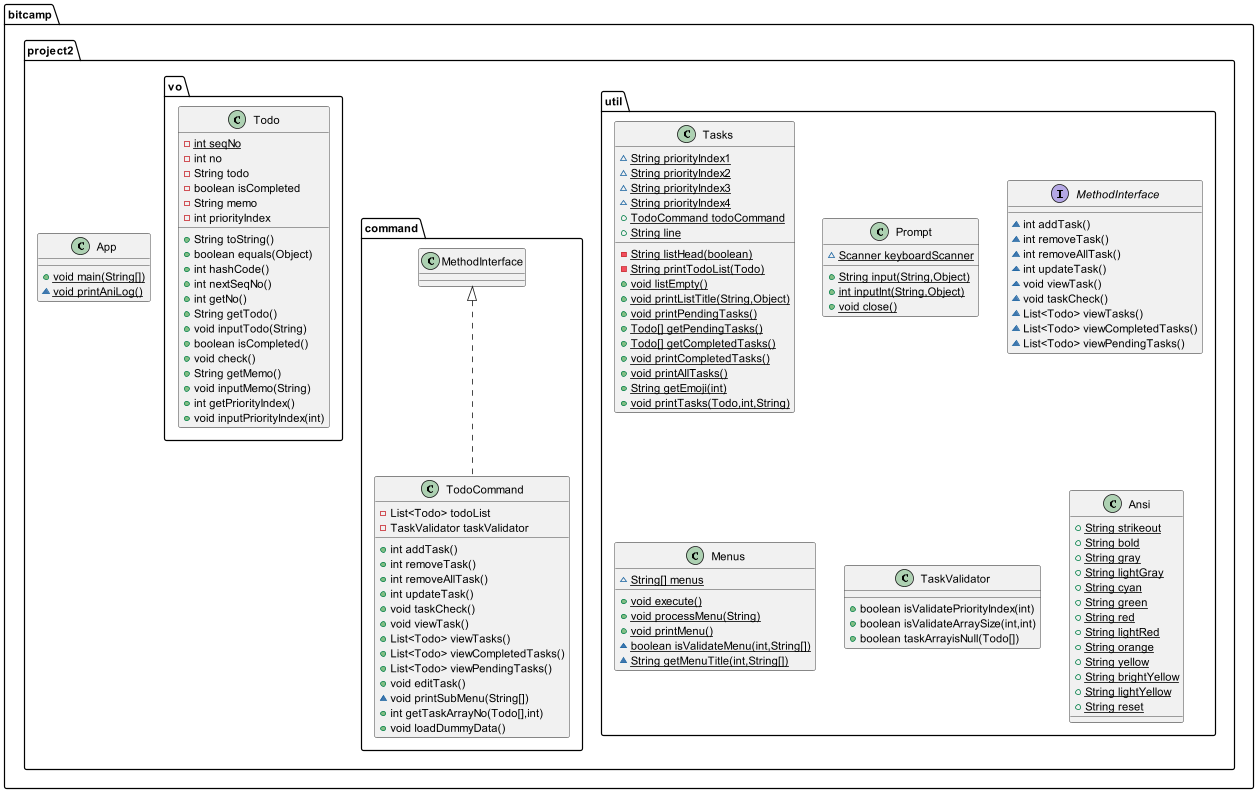 bitcamp
project2
vo
Todo
int seqNo
int no
String todo
boolean isCompleted
String memo
int priorityIndex
String toString()
boolean equals(Object)
int hashCode()
int nextSeqNo()
int getNo()
String getTodo()
void inputTodo(String)
boolean isCompleted()
void check()
String getMemo()
void inputMemo(String)
int getPriorityIndex()
void inputPriorityIndex(int)
App
void main(String[])
void printAniLog()
command
MethodInterface
TodoCommand
List<Todo> todoList
TaskValidator taskValidator
int addTask()
int removeTask()
int removeAllTask()
int updateTask()
void taskCheck()
void viewTask()
List<Todo> viewTasks()
List<Todo> viewCompletedTasks()
List<Todo> viewPendingTasks()
void editTask()
void printSubMenu(String[])
int getTaskArrayNo(Todo[],int)
void loadDummyData()
util
Tasks
String priorityIndex1
String priorityIndex2
String priorityIndex3
String priorityIndex4
TodoCommand todoCommand
String line
String listHead(boolean)
String printTodoList(Todo)
void listEmpty()
void printListTitle(String,Object)
void printPendingTasks()
Todo[] getPendingTasks()
Todo[] getCompletedTasks()
void printCompletedTasks()
void printAllTasks()
String getEmoji(int)
void printTasks(Todo,int,String)
Prompt
Scanner keyboardScanner
String input(String,Object)
int inputInt(String,Object)
void close()
MethodInterface
int addTask()
int removeTask()
int removeAllTask()
int updateTask()
void viewTask()
void taskCheck()
List<Todo> viewTasks()
List<Todo> viewCompletedTasks()
List<Todo> viewPendingTasks()
Menus
String[] menus
void execute()
void processMenu(String)
void printMenu()
boolean isValidateMenu(int,String[])
String getMenuTitle(int,String[])
TaskValidator
boolean isValidatePriorityIndex(int)
boolean isValidateArraySize(int,int)
boolean taskArrayisNull(Todo[])
Ansi
String strikeout
String bold
String gray
String lightGray
String cyan
String green
String red
String lightRed
String orange
String yellow
String brightYellow
String lightYellow
String reset